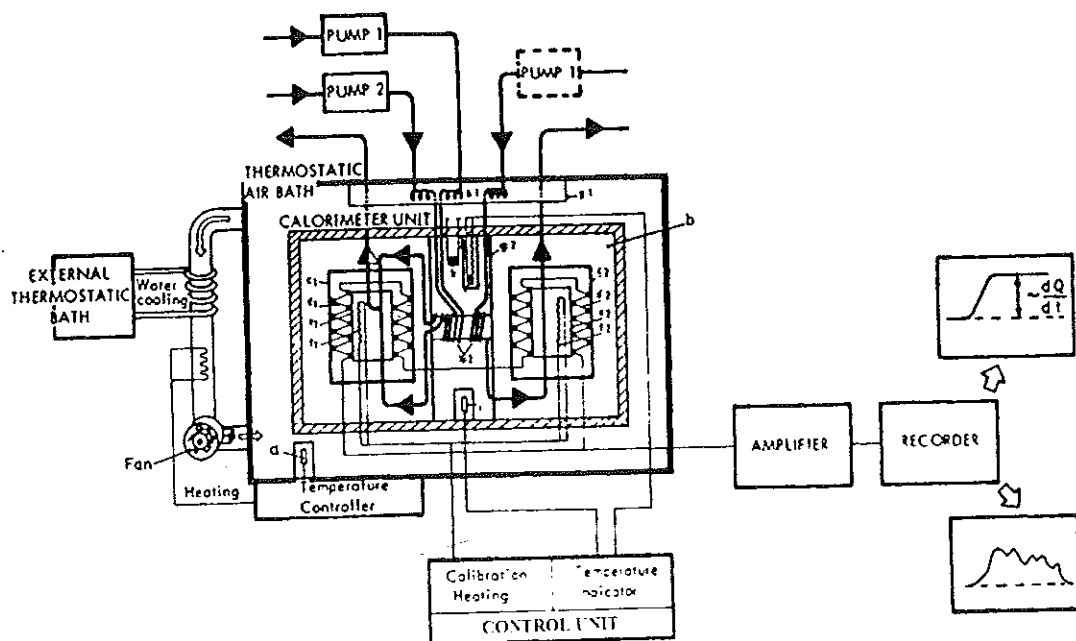 PUMP 1
PUMP 2
PUMP 1
THERMOSTATIC
AIR BATH
CALORIMETER UNIT
b
EXTERNAL
THERMOSTATIC
BATH
Water
cooling
~dQ
dt
AMPLIFIER
RECORDER
Fan
a
Heating
Temperature
Controller
Calibration
Heating
Temperature
Indicator
CONTROL UNIT